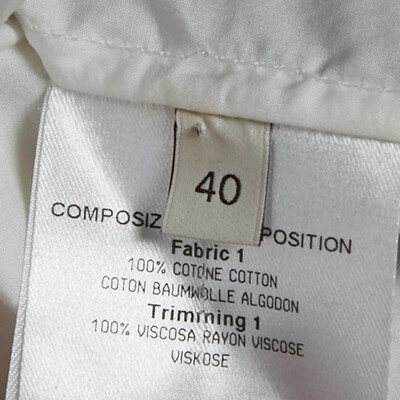 40
COMPOSIZ POSITION
Fabric 1
100% COTONE COTTON
COTON BAUMWOLLE ALGODON
Trimming 1
100% VISCOSA RAYON VISCOSE
VISKOSE